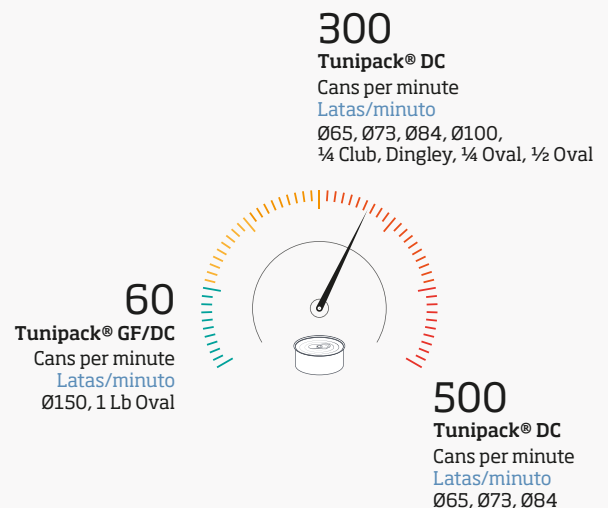 300
Tunipack® DC
Cans per minute
Latas/minuto
Ø65, Ø73, Ø84, Ø100,
¼ Club, Dingley, ¼ Oval, ½ Oval
60
Tunipack® GF/DC
Cans per minute
Latas/minuto
Ø150, 1 Lb Oval
500
Tunipack® DC
Cans per minute
Latas/minuto
Ø65, Ø73, Ø84